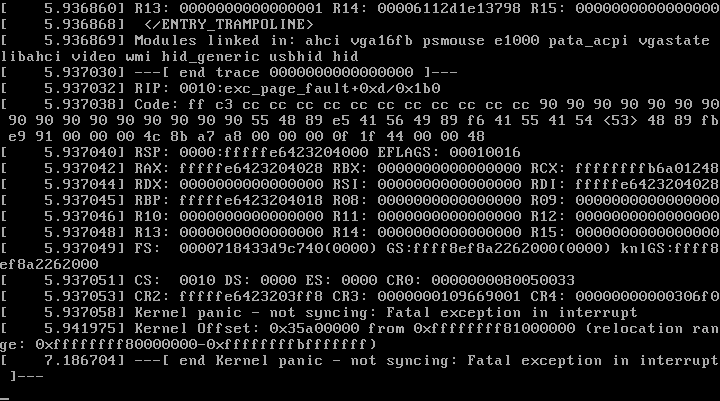 [    5.936860] R13: 0000000000000001 R14: 00006112d1e13798 R15: 0000000000000000
[    5.936868]  </ENTRY_TRAMPOLINE>
[    5.936869] Modules linked in: ahci vga16fb psmouse e1000 pata_acpi vgastate
libahci video wmi hid_generic usbhid hid
[    5.937030] ---[ end trace 0000000000000000 ]---
[    5.937032] RIP: 0010:exc_page_fault+0xd/0x1b0
[    5.937038] Code: ff c3 cc cc cc cc cc cc cc cc cc cc cc 90 90 90 90 90 90 90
 90 90 90 90 90 90 90 90 90 90 55 48 89 e5 41 56 49 89 f6 41 55 41 54 <53> 48 89 fb
e9 91 00 00 00 4c 8b a7 a8 00 00 00 0f 1f 44 00 00 48
[    5.937040] RSP: 0000:fffffe6423204000 EFLAGS: 00010016
[    5.937042] RAX: fffffe6423204028 RBX: 0000000000000000 RCX: ffffffffb6a01248
[    5.937044] RDX: 0000000000000000 RSI: 0000000000000000 RDI: fffffe6423204028
[    5.937045] RBP: fffffe6423204018 R08: 0000000000000000 R09: 0000000000000000
[    5.937046] R10: 0000000000000000 R11: 0000000000000000 R12: 0000000000000000
[    5.937048] R13: 0000000000000000 R14: 0000000000000000 R15: 0000000000000000
[    5.937049] FS:  0000718433d9c740(0000) GS:ffff8ef8a2262000(0000) knlGS:ffff8
ef8a2262000
[    5.937051] CS:  0010 DS: 0000 ES: 0000 CR0: 0000000080050033
[    5.937053] CR2: fffffe6423203ff8 CR3: 0000000109669001 CR4: 00000000000306f0
[    5.937058] Kernel panic - not syncing: Fatal exception in interrupt
[    5.941975] Kernel Offset: 0x35a00000 from 0xffffffff81000000 (relocation ran
ge: 0xffffffff80000000-0xffffffffbfffffff)
[    7.186704] ---[ end Kernel panic - not syncing: Fatal exception in interrupt
 ]---